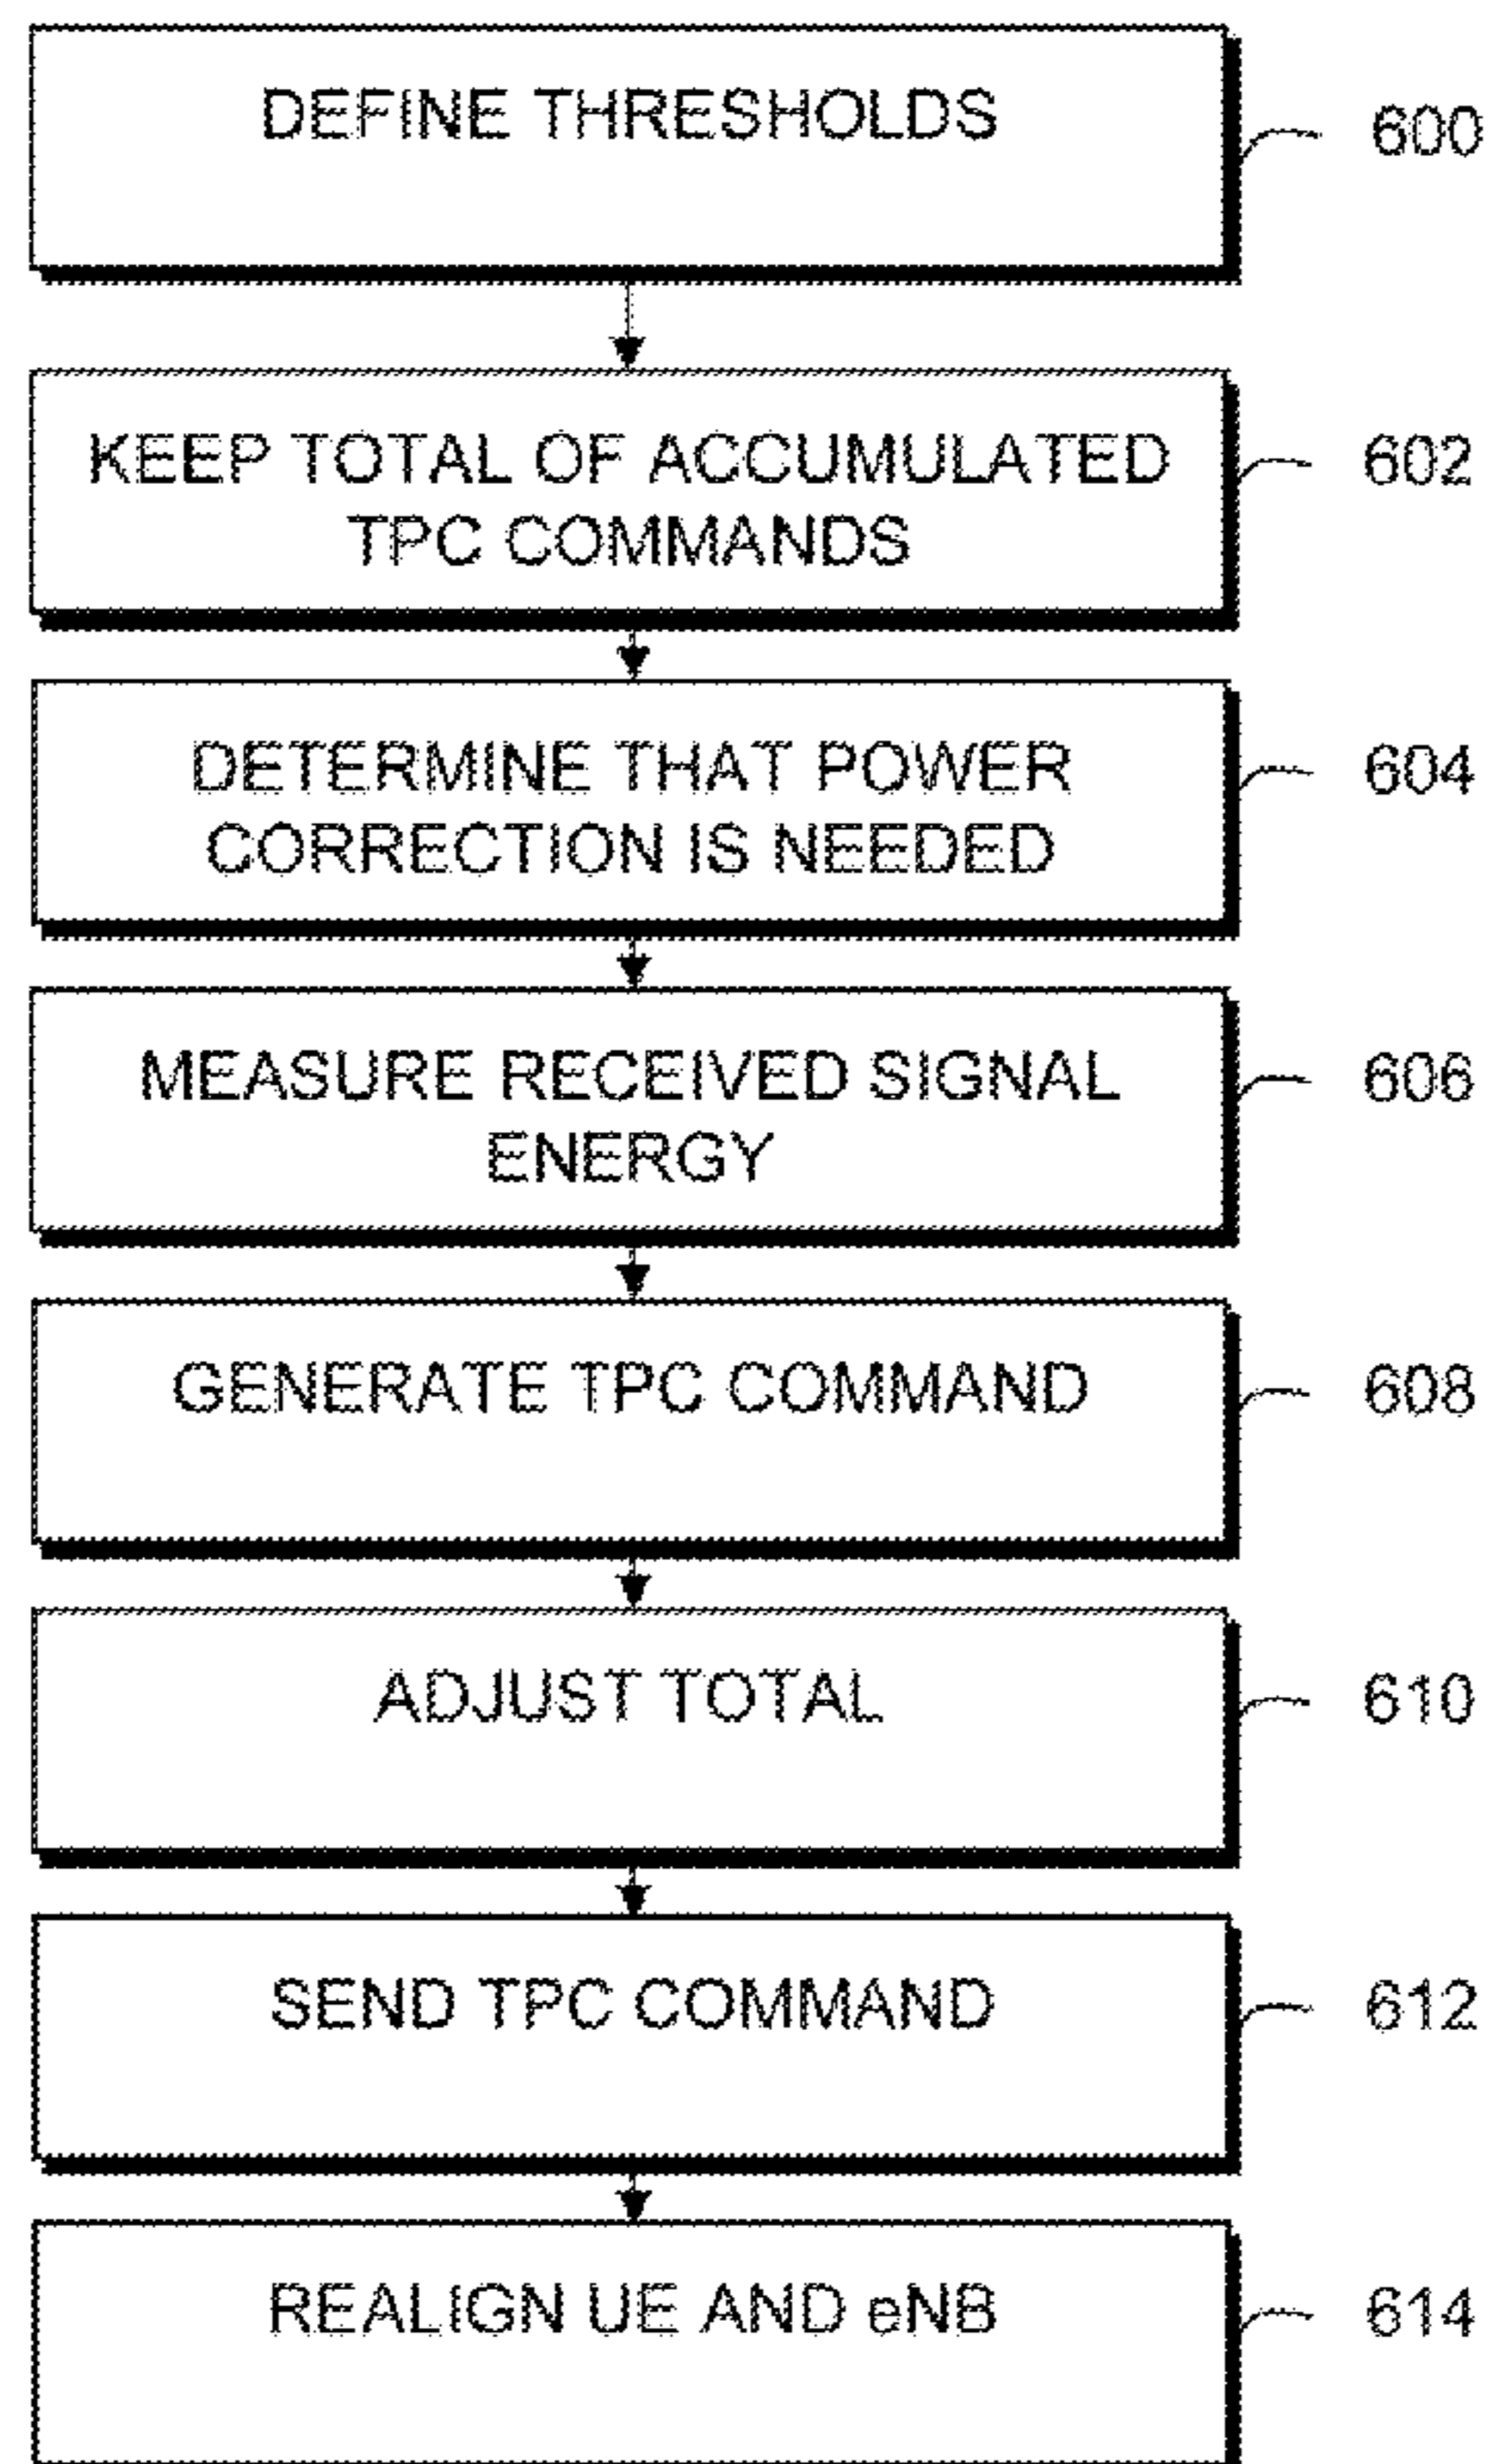 DEFINE THRESHOLDS
600
KEEP TOTAL OF ACCUMULATED
TPC COMMANDS
602
DETERMINE THAT POWER
CORRECTION IS NEEDED
604
MEASURE RECEIVED SIGNAL
ENERGY
606
GENERATE TPC COMMAND
608
ADJUST TOTAL
610
SEND TPC COMMAND
612
REALIGN UE AND eNB
614